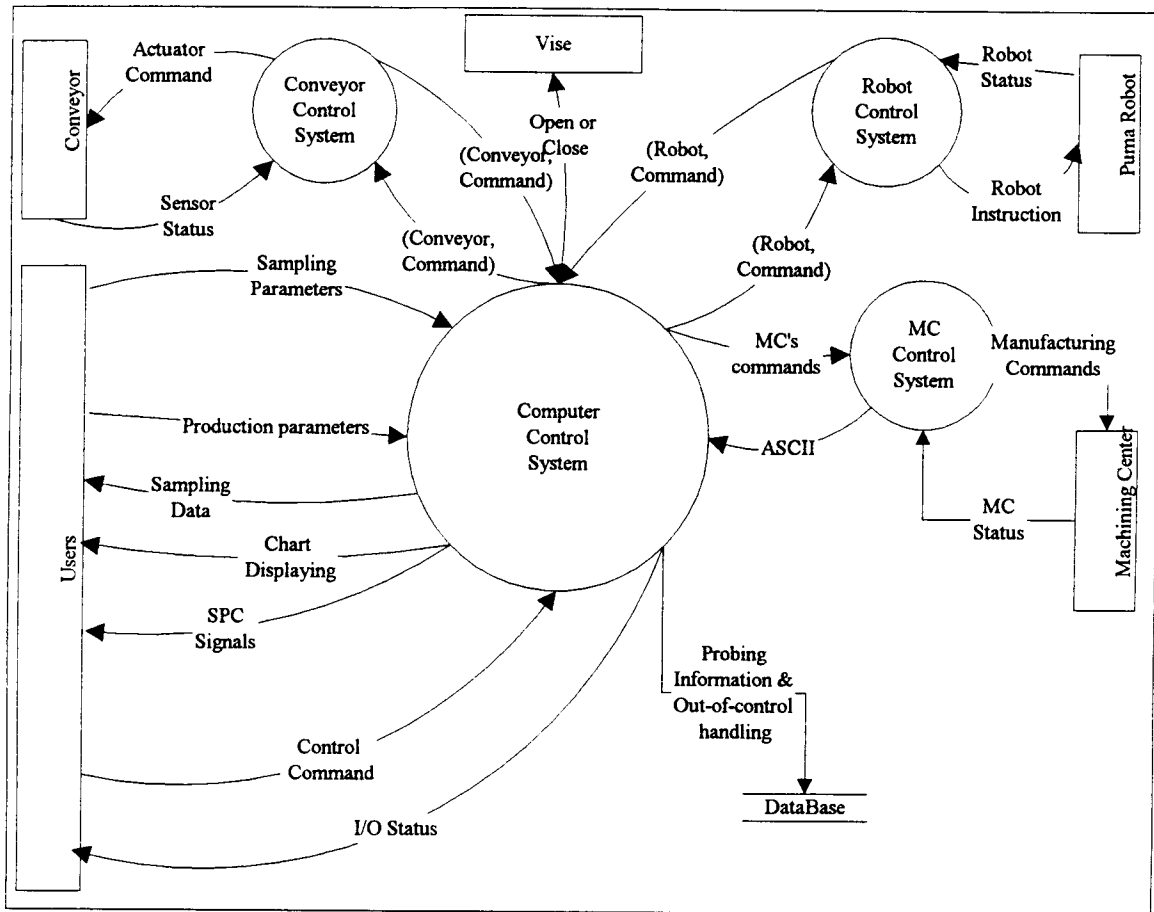 Actuator
Command
Conveyor
Conveyor
Control
System
Sensor
Status
Vise
Open or
Close
(Conveyor,
Command)
(Conveyor,
Command)
(Robot,
Command)
(Robot,
Command)
Robot
Control
System
Robot
Status
Robot
Instruction
Puma Robot
Sampling
Parameters
Production parameters
Sampling
Data
Chart
Displaying
SPC
Signals
Users
Control
Command
I/O Status
Computer
Control
System
MC's
commands
ASCII
MC
Control
System
Manufacturing
Commands
MC
Status
Machining Center
Probing
Information &
Out-of-control
handling
DataBase